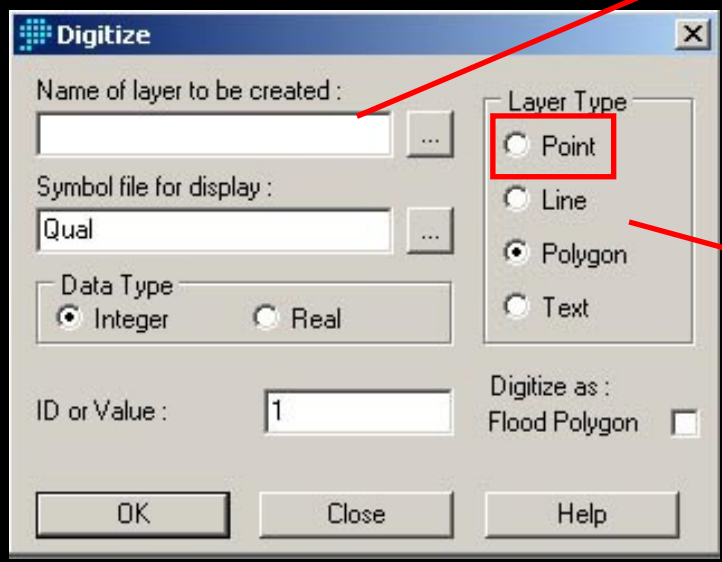 Digitize
Name of layer to be created :
...
Symbol file for display :
Qual
...
Data Type
Integer
Real
ID or Value :
1
Layer Type
Point
Line
Polygon
Text
Digitize as :
Flood Polygon
OK
Close
Help